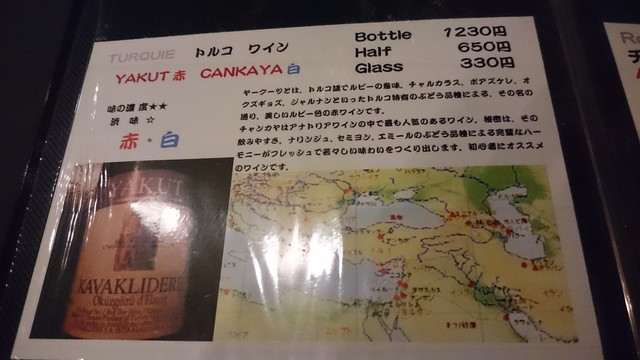 TURQUIE トルコ ワイン
Bottle 1230円
Half 650円
Glass 330円
YAKUT 赤 CANKAYA 白
味の濃度★★
渋 味 ☆
赤・白
ヤークーツとは、トルコ語でルビーの意味。チャルカラス、ボアズケレ、オ
クズギョズ、ジャルナンといったトルコ特有のぶどう品種による、その名の
通り、美しいルビー色の赤ワインです。
チャンカヤはアナトリアワインの中で最も人気のあるワイン。秘密は、その
飲みやすさ、ナリンジュ、セミヨン、エミールのぶどう品種による完璧なハー
モニーがフレッシュで若々しい味わいをつくり出します。初心者にオススメ
のワインです。
YAKUT
KAVAKLIDERE
Öküzgözü d'Elazığ